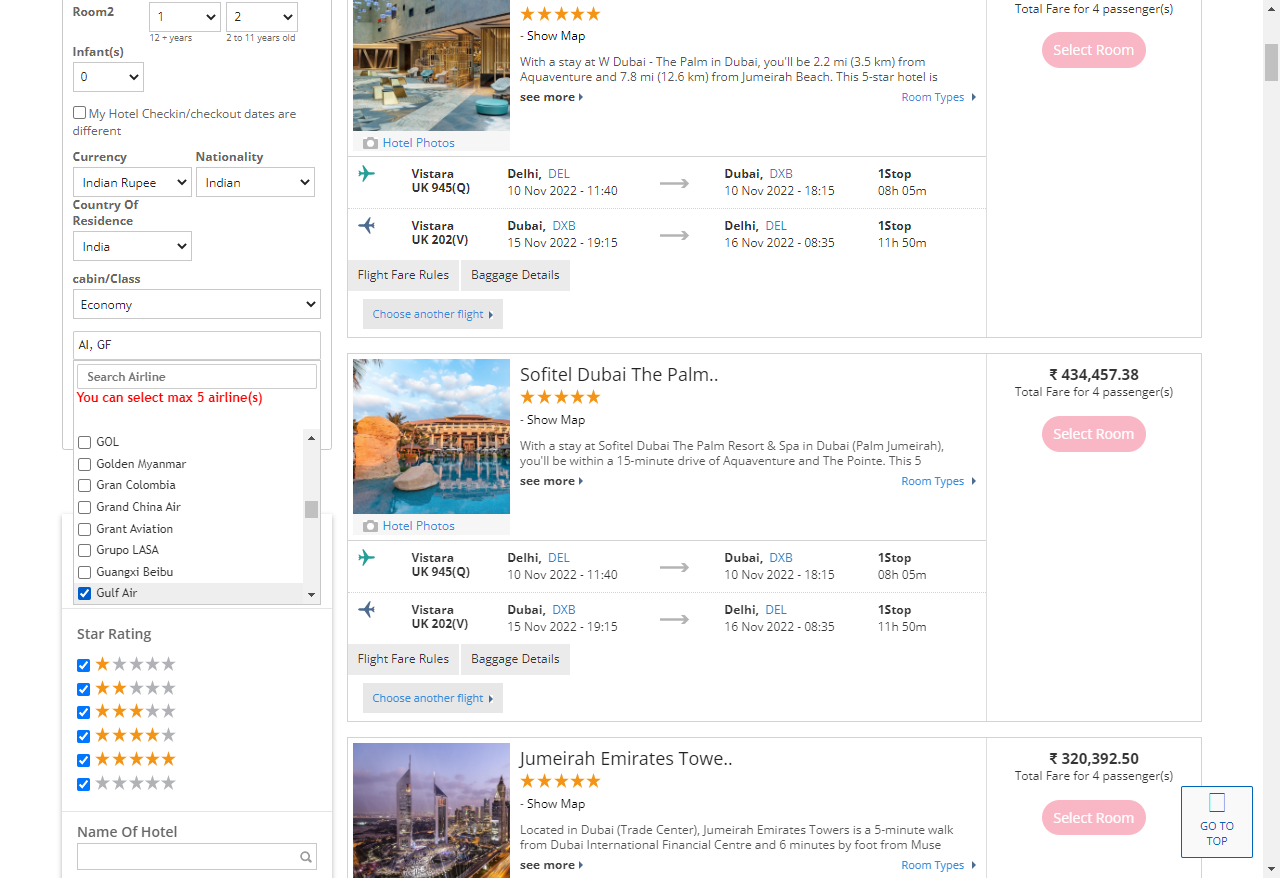 Room2
1
2
12 + years
2 to 11 years old
Infant(s)
0
My Hotel Checkin/checkout dates are
different
Currency
Nationality
Indian Rupee
Indian
Country Of
Residence
India
cabin/Class
Economy
AI, GF
Search Airline
You can select max 5 airline(s)
GOL
Golden Myanmar
Gran Colombia
Grand China Air
Grant Aviation
Grupo LASA
Guangxi Beibu
Gulf Air
Star Rating
Name Of Hotel
- Show Map
With a stay at W Dubai - The Palm in Dubai, you'll be 2.2 mi (3.5 km) from
Aquaventure and 7.8 mi (12.6 km) from Jumeirah Beach. This 5-star hotel is
see more
Room Types
Hotel Photos
Total Fare for 4 passenger(s)
Select Room
Vistara
UK 945(Q)
Delhi, DEL
10 Nov 2022 - 11:40
Dubai, DXB
10 Nov 2022 - 18:15
1Stop
08h 05m
Vistara
UK 202(V)
Dubai, DXB
15 Nov 2022 - 19:15
Delhi, DEL
16 Nov 2022 - 08:35
1Stop
11h 50m
Flight Fare Rules
Baggage Details
Choose another flight
Sofitel Dubai The Palm..
- Show Map
With a stay at Sofitel Dubai The Palm Resort & Spa in Dubai (Palm Jumeirah),
you'll be within a 15-minute drive of Aquaventure and The Pointe. This 5
see more
Room Types
Hotel Photos
₹ 434,457.38
Total Fare for 4 passenger(s)
Select Room
Vistara
UK 945(Q)
Delhi, DEL
10 Nov 2022 - 11:40
Dubai, DXB
10 Nov 2022 - 18:15
1Stop
08h 05m
Vistara
UK 202(V)
Dubai, DXB
15 Nov 2022 - 19:15
Delhi, DEL
16 Nov 2022 - 08:35
1Stop
11h 50m
Flight Fare Rules
Baggage Details
Choose another flight
Jumeirah Emirates Towe..
- Show Map
Located in Dubai (Trade Center), Jumeirah Emirates Towers is a 5-minute walk
from Dubai International Financial Centre and 6 minutes by foot from Muse
see more
Room Types
₹ 320,392.50
Total Fare for 4 passenger(s)
Select Room
GO TO
TOP